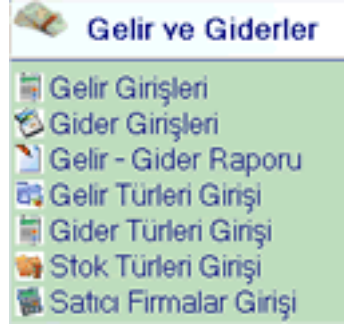 Gelir ve Giderler
Gelir Girişleri
Gider Girişleri
Gelir - Gider Raporu
Gelir Türleri Girişi
Gider Türleri Girişi
Stok Türleri Girişi
Satıcı Firmalar Girişi